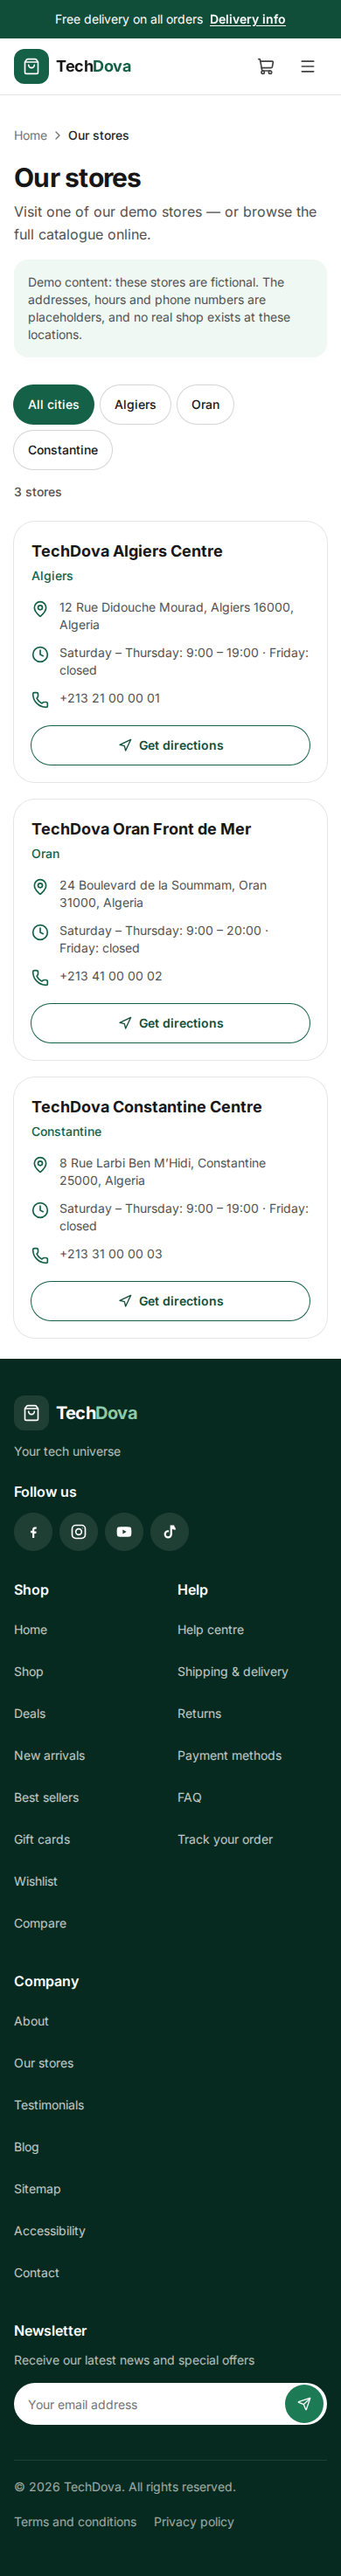 Free delivery on all orders Delivery info
TechDova
Home > Our stores
Our stores
Visit one of our demo stores — or browse the
full catalogue online.
Demo content: these stores are fictional. The
addresses, hours and phone numbers are
placeholders, and no real shop exists at these
locations.
All cities Algiers Oran
Constantine
3 stores
TechDova Algiers Centre
Algiers
12 Rue Didouche Mourad, Algiers 16000,
Algeria
Saturday – Thursday: 9:00 – 19:00 · Friday:
closed
+213 21 00 00 01
Get directions
TechDova Oran Front de Mer
Oran
24 Boulevard de la Soummam, Oran
31000, Algeria
Saturday – Thursday: 9:00 – 20:00 ·
Friday: closed
+213 41 00 00 02
Get directions
TechDova Constantine Centre
Constantine
8 Rue Larbi Ben M’Hidi, Constantine
25000, Algeria
Saturday – Thursday: 9:00 – 19:00 · Friday:
closed
+213 31 00 00 03
Get directions
TechDova
Your tech universe
Follow us
Shop
Home
Shop
Deals
New arrivals
Best sellers
Gift cards
Wishlist
Compare
Help
Help centre
Shipping & delivery
Returns
Payment methods
FAQ
Track your order
Company
About
Our stores
Testimonials
Blog
Sitemap
Accessibility
Contact
Newsletter
Receive our latest news and special offers
Your email address
© 2026 TechDova. All rights reserved.
Terms and conditions Privacy policy